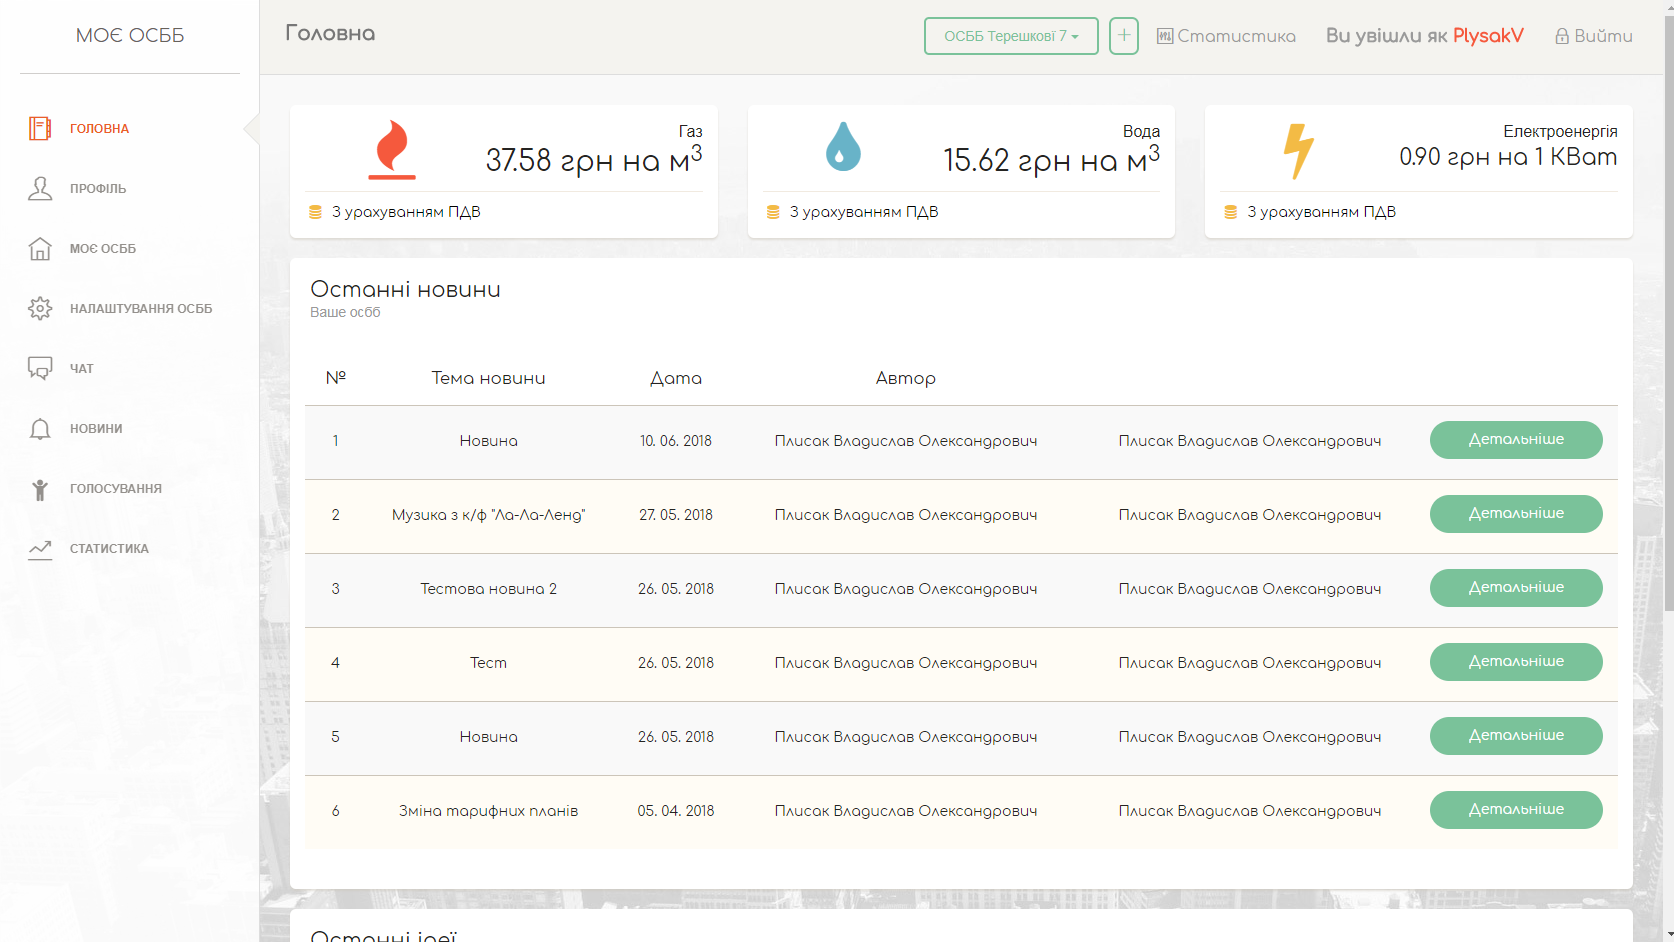 МОЄ ОСББ
ГОЛОВНА
ПРОФІЛЬ
МОЄ ОСББ
НАЛАШТУВАННЯ ОСББ
ЧАТ
НОВИНИ
ГОЛОСУВАННЯ
СТАТИСТИКА
Головна
ОСББ Терешкові 7
+
Статистика
Ви увішли як PlysakV
Вийти
Газ
37.58 грн на м3
З урахуванням ПДВ
Вода
15.62 грн на м3
З урахуванням ПДВ
Електроенергія
0.90 грн на 1 КВат
З урахуванням ПДВ
Останні новини
Ваше осбб
№ Тема новини Дата Автор
1 Новина 10. 06. 2018 Плисак Владислав Олександрович Плисак Владислав Олександрович Детальніше
2 Музика з к/ф "Ла-Ла-Ленд" 27. 05. 2018 Плисак Владислав Олександрович Плисак Владислав Олександрович Детальніше
3 Тестова новина 2 26. 05. 2018 Плисак Владислав Олександрович Плисак Владислав Олександрович Детальніше
4 Тест 26. 05. 2018 Плисак Владислав Олександрович Плисак Владислав Олександрович Детальніше
5 Новина 26. 05. 2018 Плисак Владислав Олександрович Плисак Владислав Олександрович Детальніше
6 Зміна тарифних планів 05. 04. 2018 Плисак Владислав Олександрович Плисак Владислав Олександрович Детальніше
Останні ідеї